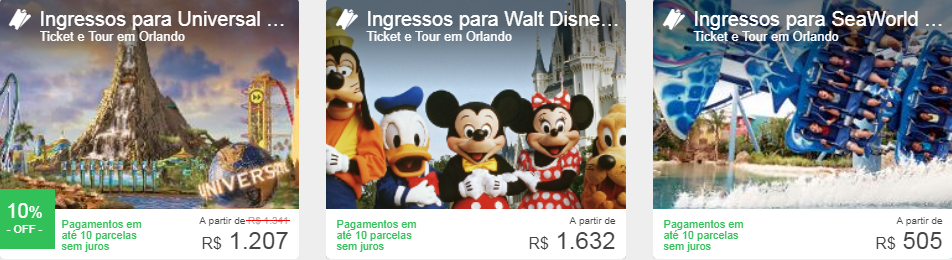 Ingressos para Universal ...
Ticket e Tour em Orlando
UNIVERSAL
10%
- OFF -
Pagamentos em
até 10 parcelas
sem juros
A partir de R$ 1.341
R$ 1.207
Ingressos para Walt Disne...
Ticket e Tour em Orlando
Pagamentos em
até 10 parcelas
sem juros
A partir de
R$ 1.632
Ingressos para SeaWorld ...
Ticket e Tour em Orlando
Pagamentos em
até 10 parcelas
sem juros
A partir de
R$ 505